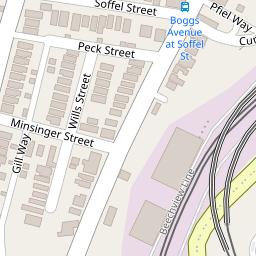 Soffel Street
Boggs
Avenue
at Soffel
St
Pfiel Way
Peck Street
Wills Street
Minsinger Street
Gill Way
Beechview Line